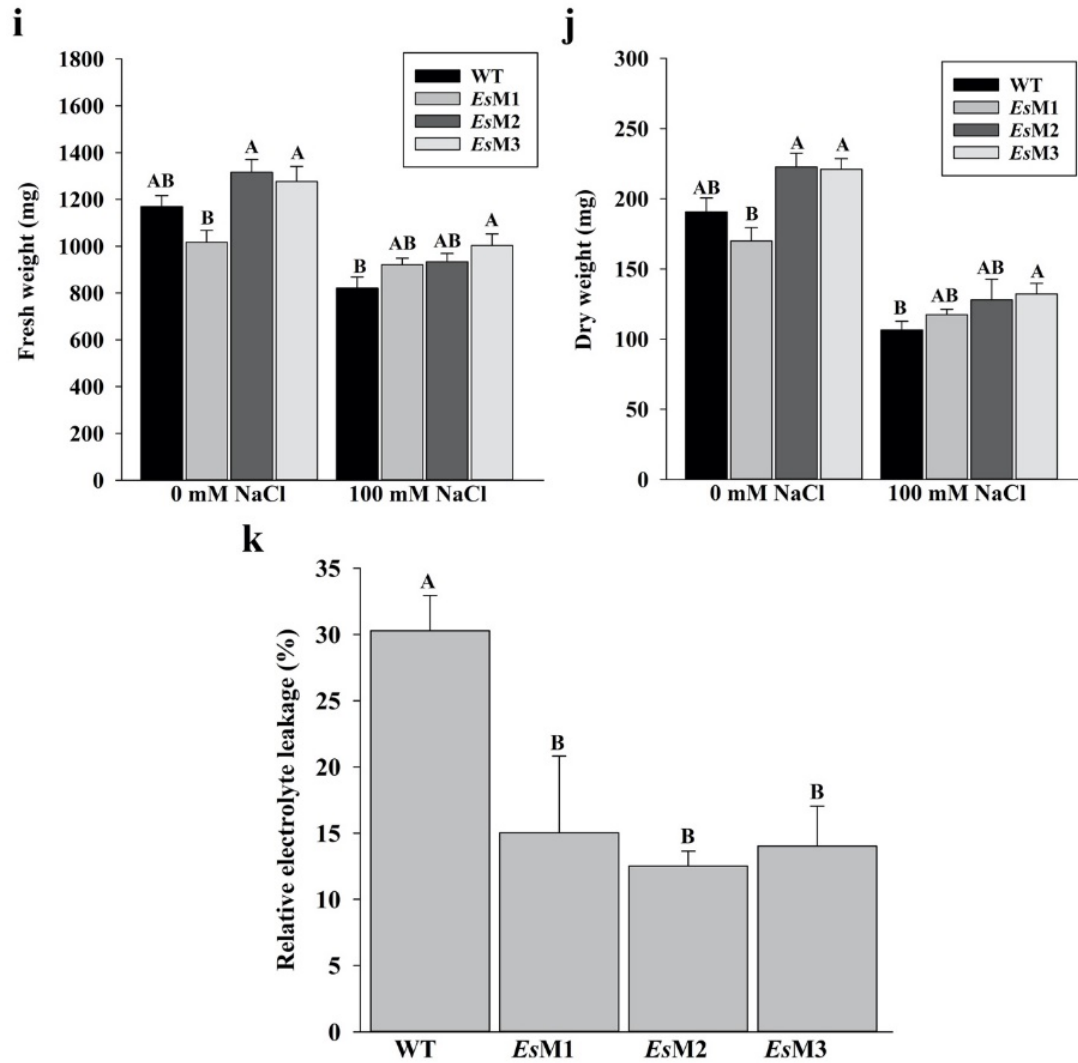 i
Fresh weight (mg)
1800
1600
1400
1200
1000
800
600
400
200
0
WT
EsM1
EsM2
EsM3
AB
B
A
A
B
AB
AB
A
0 mM NaCl
100 mM NaCl
j
Dry weight (mg)
300
250
200
150
100
50
0
WT
EsM1
EsM2
EsM3
AB
B
A
A
B
AB
AB
A
0 mM NaCl
100 mM NaCl
k
Relative electrolyte leakage (%)
35
30
25
20
15
10
5
0
A
B
B
B
WT
EsM1
EsM2
EsM3